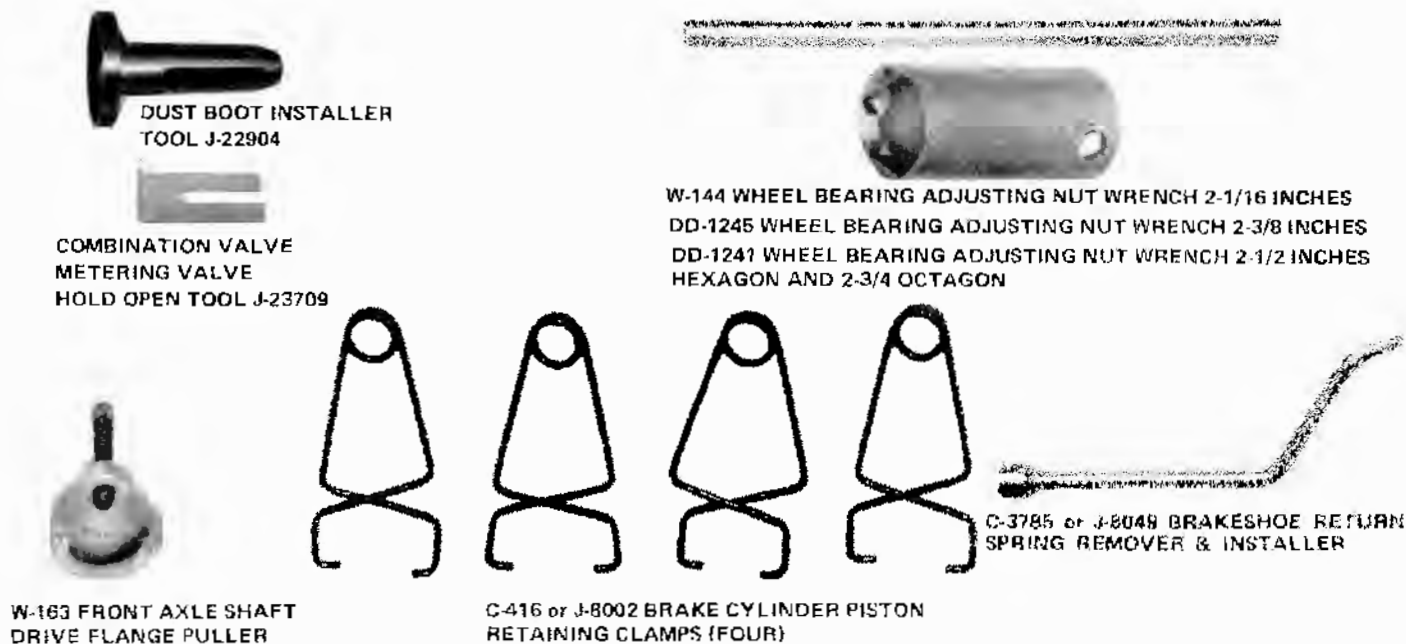 DUST BOOT INSTALLER
TOOL J-22904
COMBINATION VALVE
METERING VALVE
HOLD OPEN TOOL J-23709
W-144 WHEEL BEARING ADJUSTING NUT WRENCH 2-1/16 INCHES
DD-1245 WHEEL BEARING ADJUSTING NUT WRENCH 2-3/8 INCHES
DD-1241 WHEEL BEARING ADJUSTING NUT WRENCH 2-1/2 INCHES
HEXAGON AND 2-3/4 OCTAGON
W-163 FRONT AXLE SHAFT
DRIVE FLANGE PULLER
C-416 or J-8002 BRAKE CYLINDER PISTON
RETAINING CLAMPS (FOUR)
C-3785 or J-8049 BRAKESHOE RETURN
SPRING REMOVER & INSTALLER